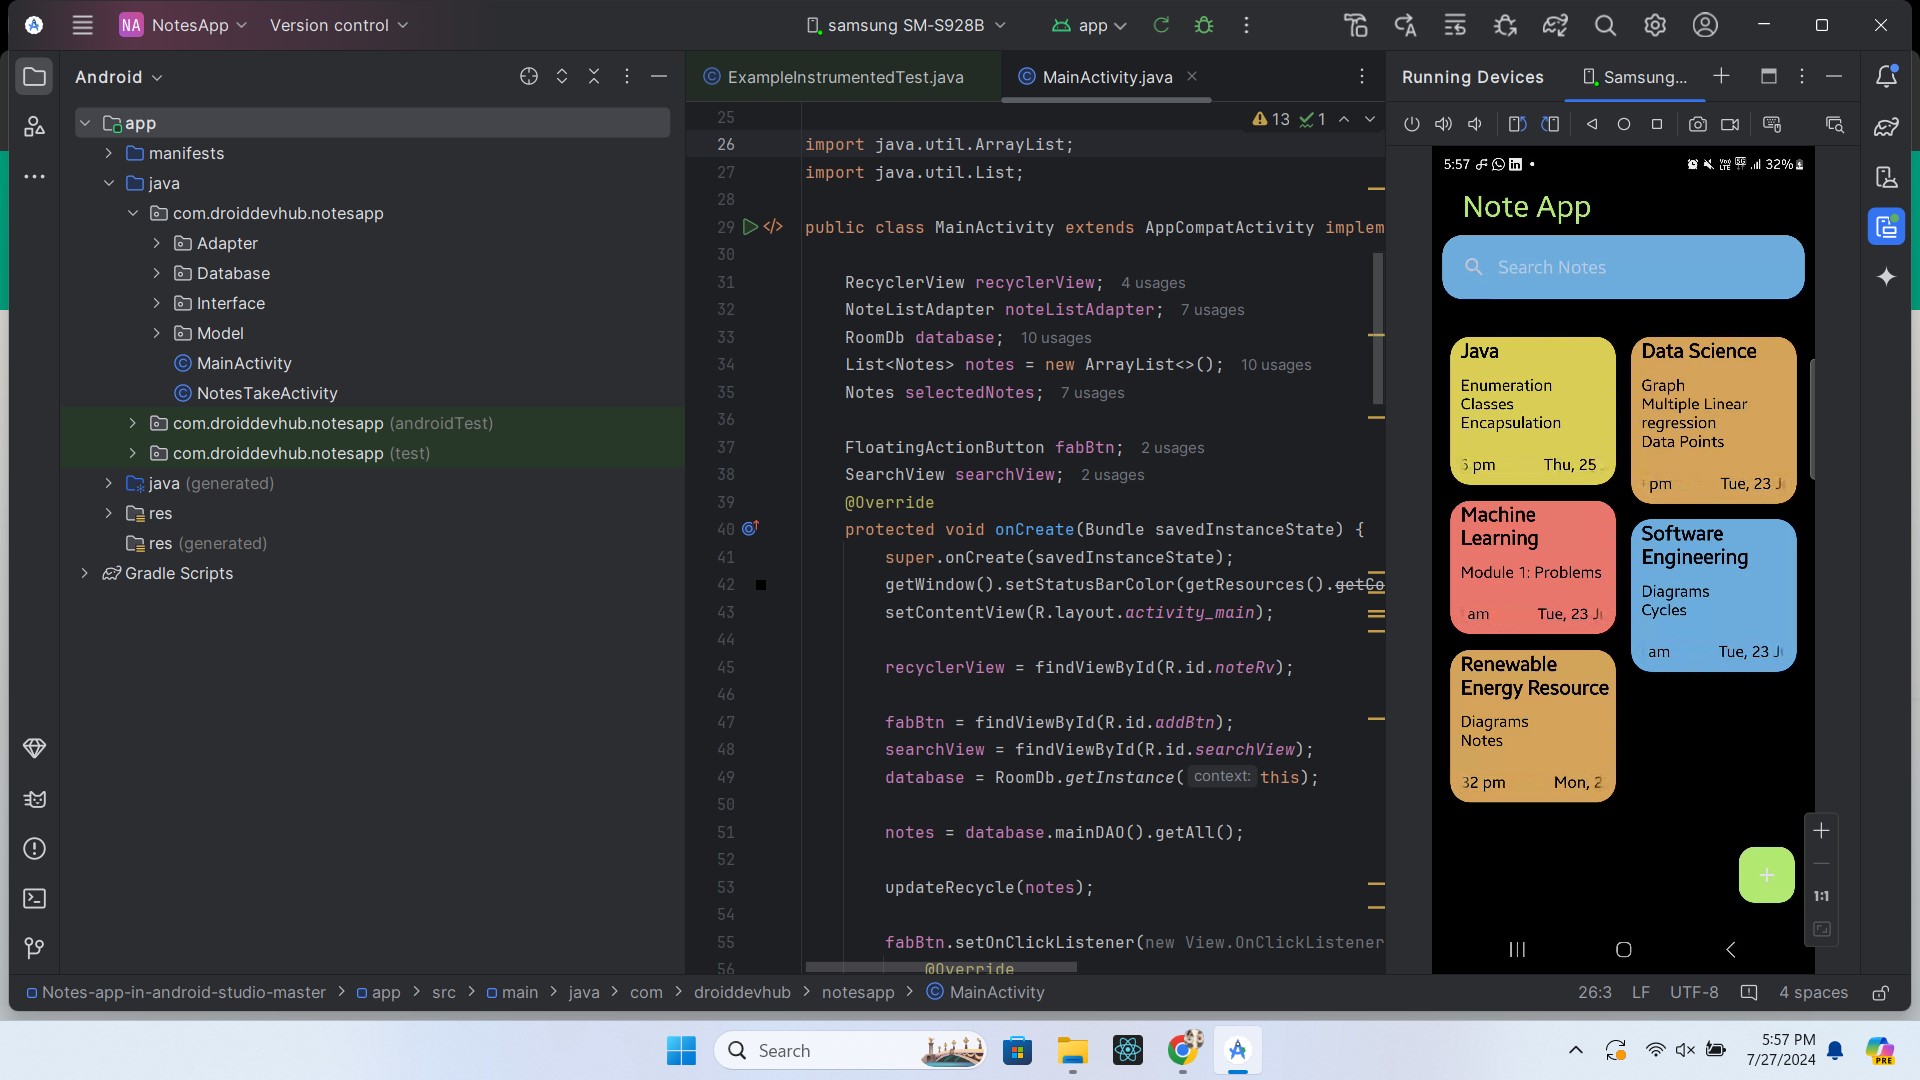 NA NotesApp Version control samsung SM-S928B app
Android
app
manifests
java
com.droiddevhub.notesapp
Adapter
Database
Interface
Model
MainActivity
NotesTakeActivity
com.droiddevhub.notesapp (androidTest)
com.droiddevhub.notesapp (test)
java (generated)
res
res (generated)
Gradle Scripts
ExampleInstrumentedTest.java MainActivity.java
13 1
25
26 import java.util.ArrayList;
27 import java.util.List;
28
29 public class MainActivity extends AppCompatActivity implem
30
31 RecyclerView recyclerView; 4 usages
32 NoteListAdapter noteListAdapter; 7 usages
33 RoomDb database; 10 usages
34 List<Notes> notes = new ArrayList<>(); 10 usages
35 Notes selectedNotes; 7 usages
36
37 FloatingActionButton fabBtn; 2 usages
38 SearchView searchView; 2 usages
39 @Override
40 protected void onCreate(Bundle savedInstanceState) {
41 super.onCreate(savedInstanceState);
42 getWindow().setStatusBarColor(getResources().getCo
43 setContentView(R.layout.activity_main);
44
45 recyclerView = findViewById(R.id.noteRv);
46
47 fabBtn = findViewById(R.id.addBtn);
48 searchView = findViewById(R.id.searchView);
49 database = RoomDb.getInstance( context: this);
50
51 notes = database.mainDAO().getAll();
52
53 updateRecycle(notes);
54
55 fabBtn.setOnClickListener(new View.OnClickListener
56 @Override
Running Devices Samsung...
5:57 32%
Note App
Search Notes
Java
Enumeration
Classes
Encapsulation
pm Thu, 25
Data Science
Graph
Multiple Linear
regression
Data Points
pm Tue, 23
Machine
Learning
Module 1: Problems
am Tue, 23
Software
Engineering
Diagrams
Cycles
am Tue, 23
Renewable
Energy Resource
Diagrams
Notes
32 pm Mon, 2
+
1:1
Notes-app-in-android-studio-master > app > src > main > java > com > droiddevhub > notesapp > MainActivity
26:3 LF UTF-8 4 spaces
Search
5:57 PM
7/27/2024
PRE